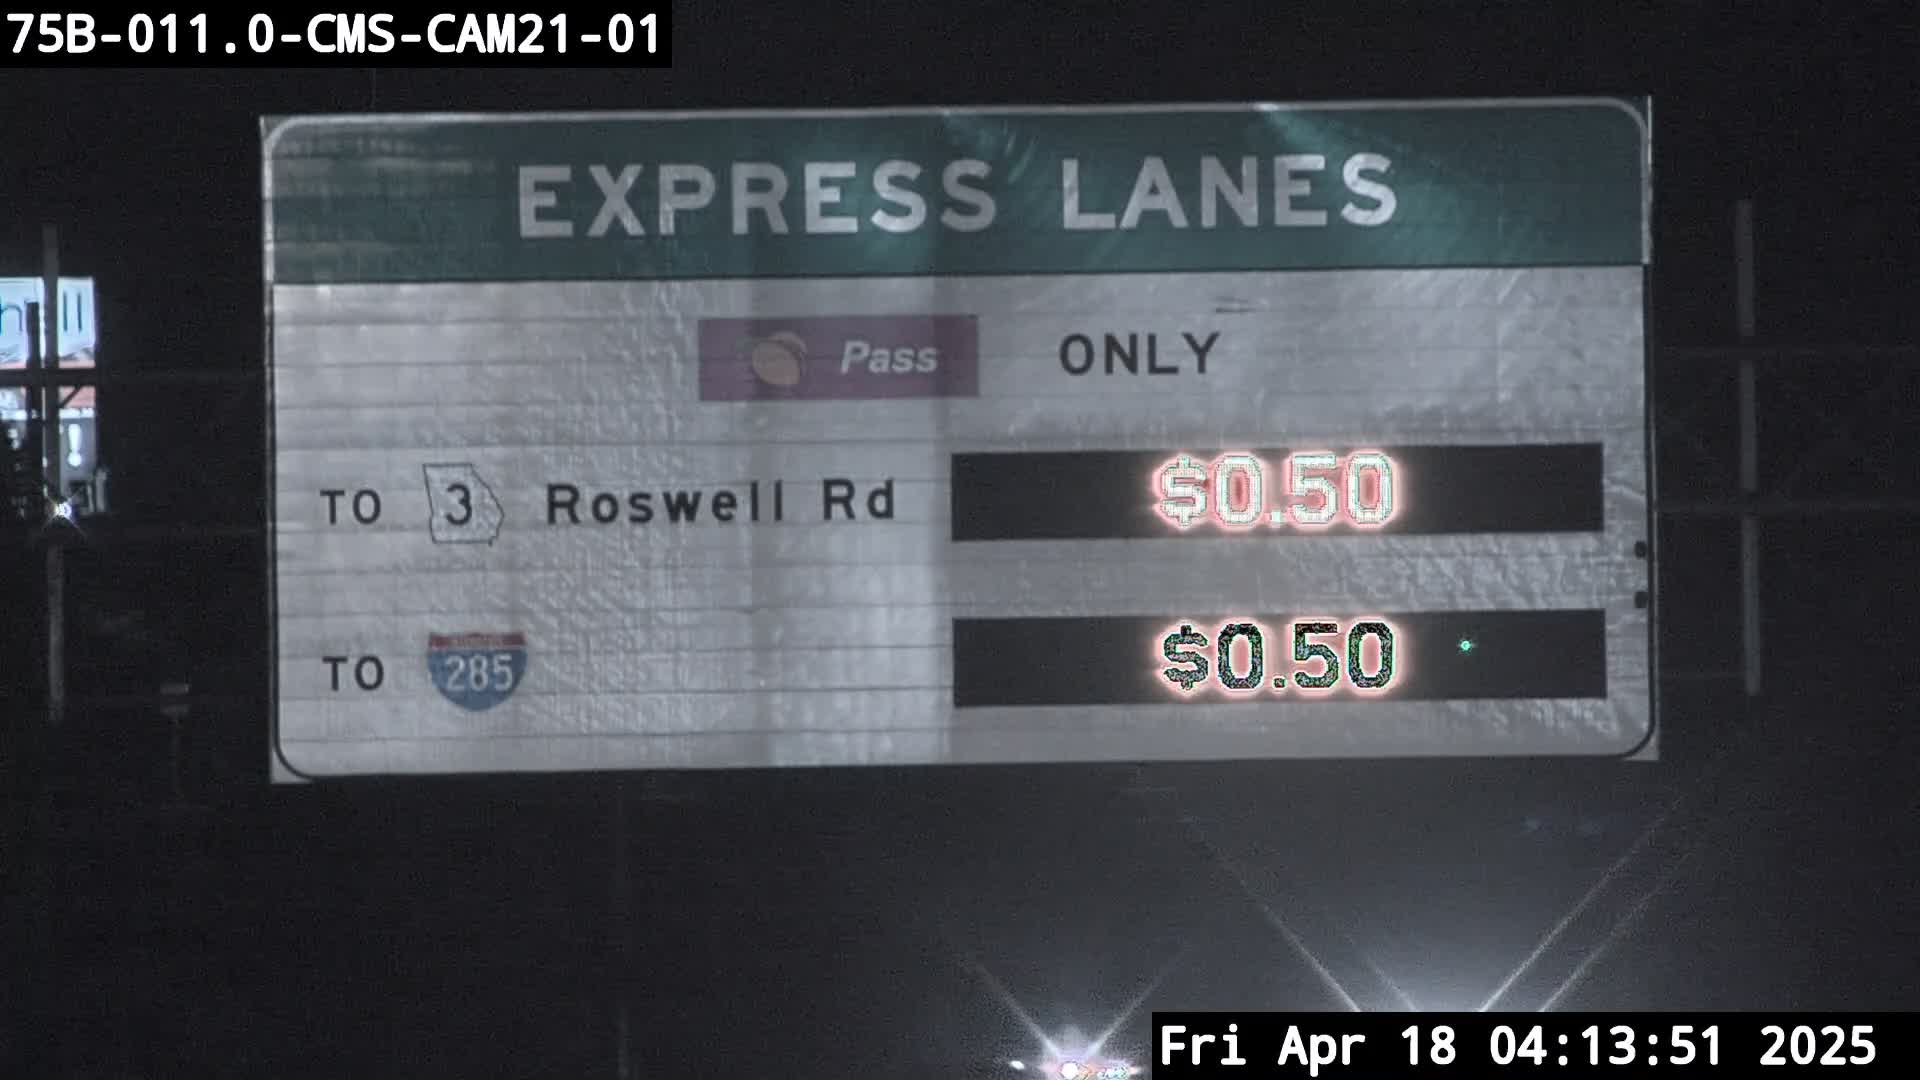 75B-011.0-CMS-CAM21-01
EXPRESS LANES
Pass ONLY
TO 3 Roswell Rd $0.50
TO 285 $0.50
Fri Apr 18 04:13:51 2025